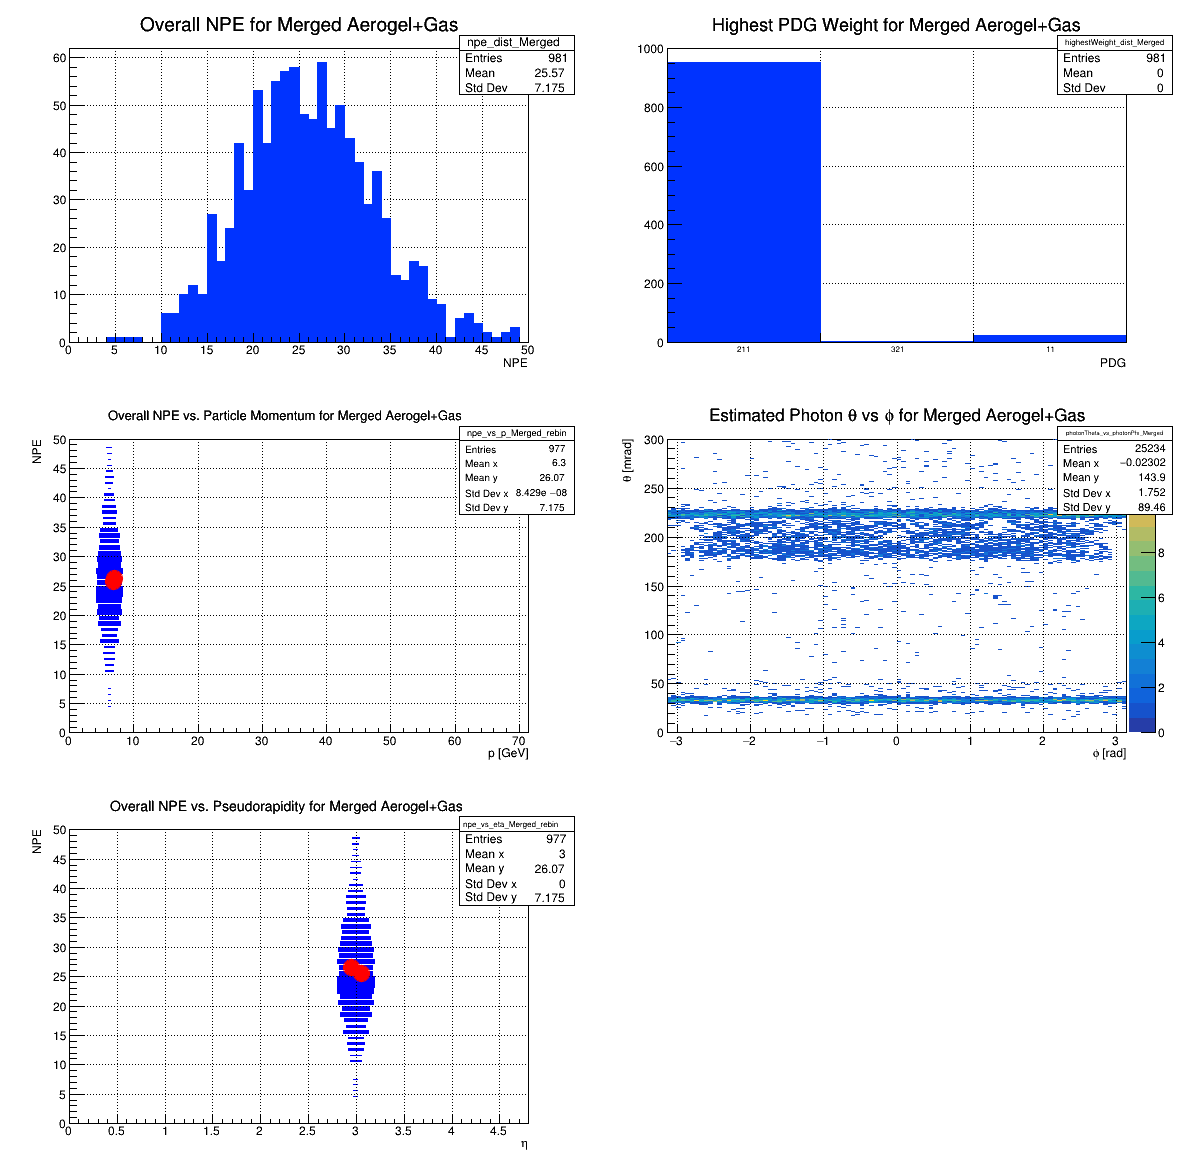 Overall NPE for Merged Aerogel+Gas
npe_dist_Merged
Entries 981
Mean 25.57
Std Dev 7.175
60
50
40
30
20
10
0
0 5 10 15 20 25 30 35 40 45 50
NPE
Highest PDG Weight for Merged Aerogel+Gas
highestWeight_dist_Merged
Entries 981
Mean 0
Std Dev 0
1000
800
600
400
200
0
211 321 11
PDG
Overall NPE vs. Particle Momentum for Merged Aerogel+Gas
npe_vs_p_Merged_rebin
Entries 977
Mean x 6.3
Mean y 26.07
Std Dev x 8.429e −08
Std Dev y 7.175
NPE
50
45
40
35
30
25
20
15
10
5
0
0 10 20 30 40 50 60 70
p [GeV]
Estimated Photon θ vs ϕ for Merged Aerogel+Gas
photonTheta_vs_photonPhi_Merged
Entries 25234
Mean x −0.02302
Mean y 143.9
Std Dev x 1.752
Std Dev y 89.46
θ [mrad]
300
250
200
150
100
50
0
−3 −2 −1 0 1 2 3
ϕ [rad]
8
6
4
2
0
Overall NPE vs. Pseudorapidity for Merged Aerogel+Gas
npe_vs_eta_Merged_rebin
Entries 977
Mean x 3
Mean y 26.07
Std Dev x 0
Std Dev y 7.175
NPE
50
45
40
35
30
25
20
15
10
5
0
0 0.5 1 1.5 2 2.5 3 3.5 4 4.5
η